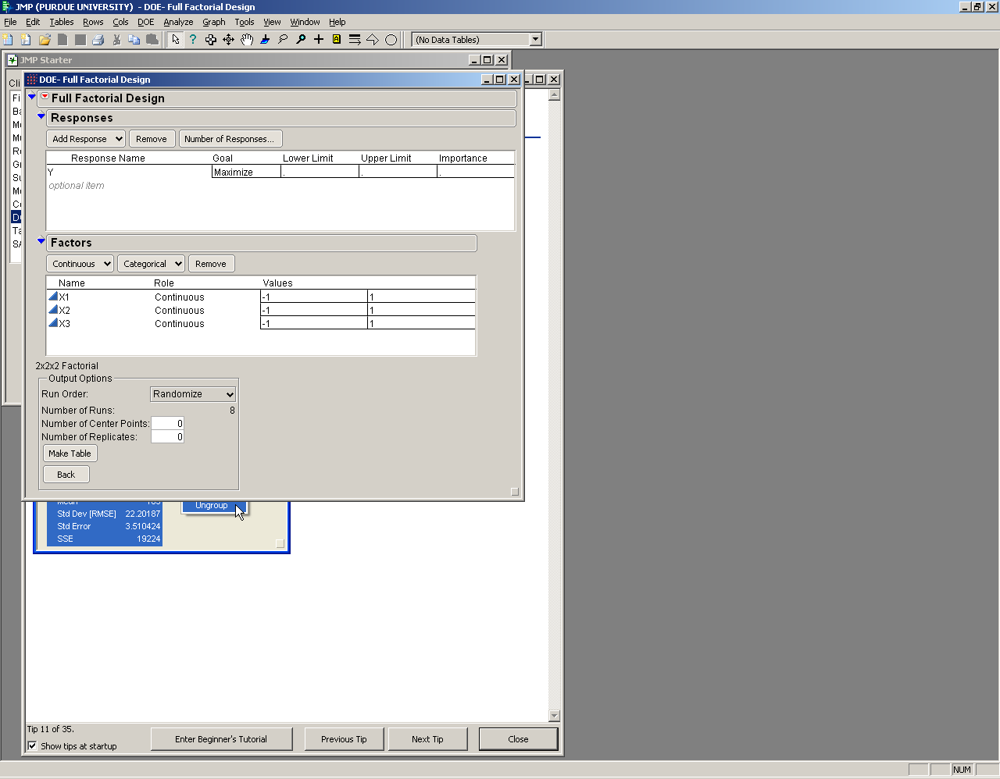 JMP (PURDUE UNIVERSITY) - DOE- Full Factorial Design
File Edit Tables Rows Cols DOE Analyze Graph Tools View Window Help
(No Data Tables)
JMP Starter
Cli
DOE- Full Factorial Design
Fi
Ba
Mo
Mu
Re
Gr
Su
Me
Co
DO
Ta
SA
Full Factorial Design
Responses
Add Response Remove Number of Responses...
Response Name Goal Lower Limit Upper Limit Importance
Y Maximize . . .
optional item
Factors
Continuous Categorical Remove
Name Role Values
X1 Continuous -1 1
X2 Continuous -1 1
X3 Continuous -1 1
2x2x2 Factorial
Output Options
Run Order: Randomize
Number of Runs: 8
Number of Center Points: 0
Number of Replicates: 0
Make Table
Back
Ungroup
Std Dev [RMSE] 22.20187
Std Error 3.510424
SSE 19224
Tip 11 of 35.
Show tips at startup
Enter Beginner's Tutorial Previous Tip Next Tip Close
NUM